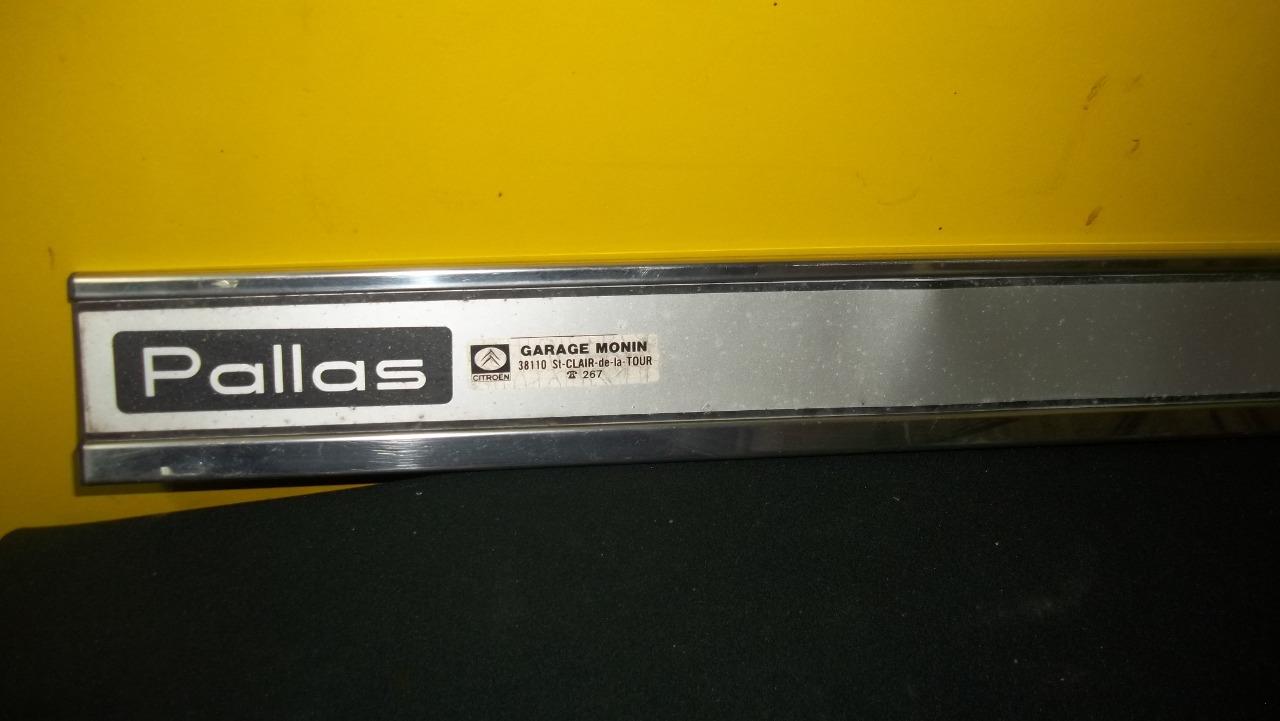 Pallas
GARAGE MONIN
38110 St-CLAIR-de-la-TOUR
☎ 267
CITROËN